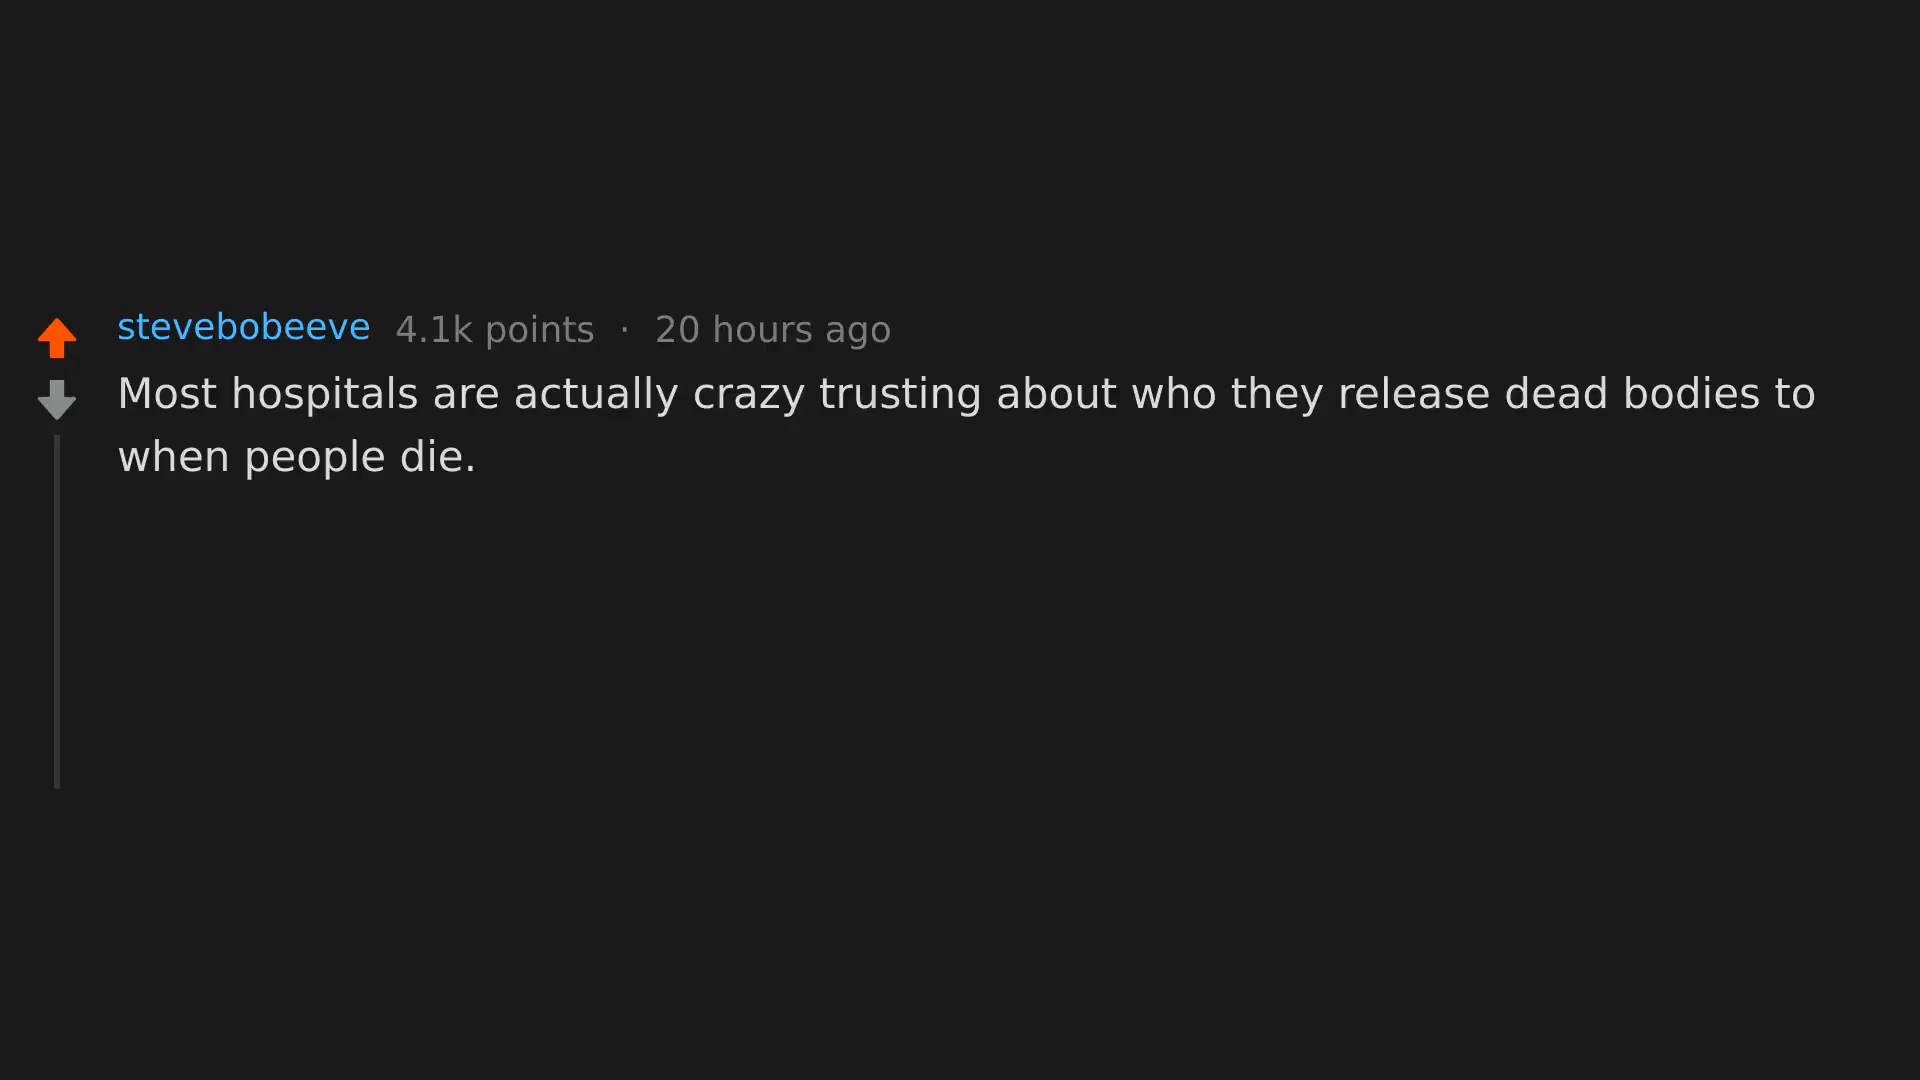 stevebobeeve 4.1k points · 20 hours ago
Most hospitals are actually crazy trusting about who they release dead bodies to
when people die.